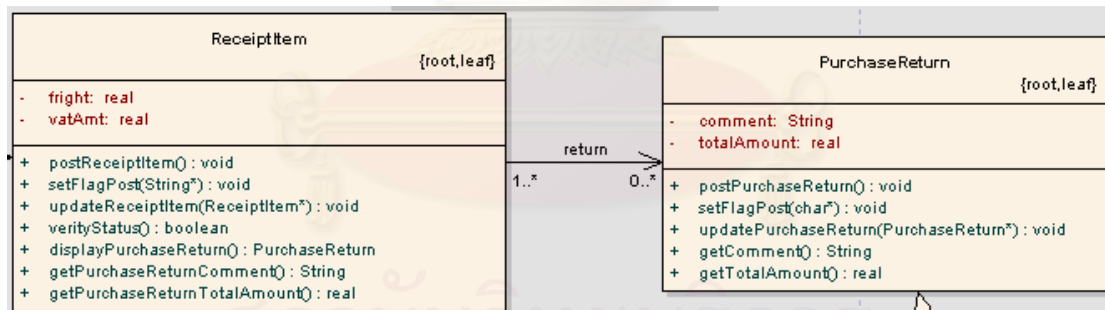 ReceiptItem
{root,leaf}
- fright: real
- vatAmt: real
+ postReceiptItem() : void
+ setFlagPost(String*) : void
+ updateReceiptItem(ReceiptItem*) : void
+ verityStatus() : boolean
+ displayPurchaseReturn() : PurchaseReturn
+ getPurchaseReturnComment() : String
+ getPurchaseReturnTotalAmount() : real
return
1..* 0..*
PurchaseReturn
{root,leaf}
- comment: String
- totalAmount: real
+ postPurchaseReturn() : void
+ setFlagPost(char*) : void
+ updatePurchaseReturn(PurchaseReturn*) : void
+ getComment() : String
+ getTotalAmount() : real